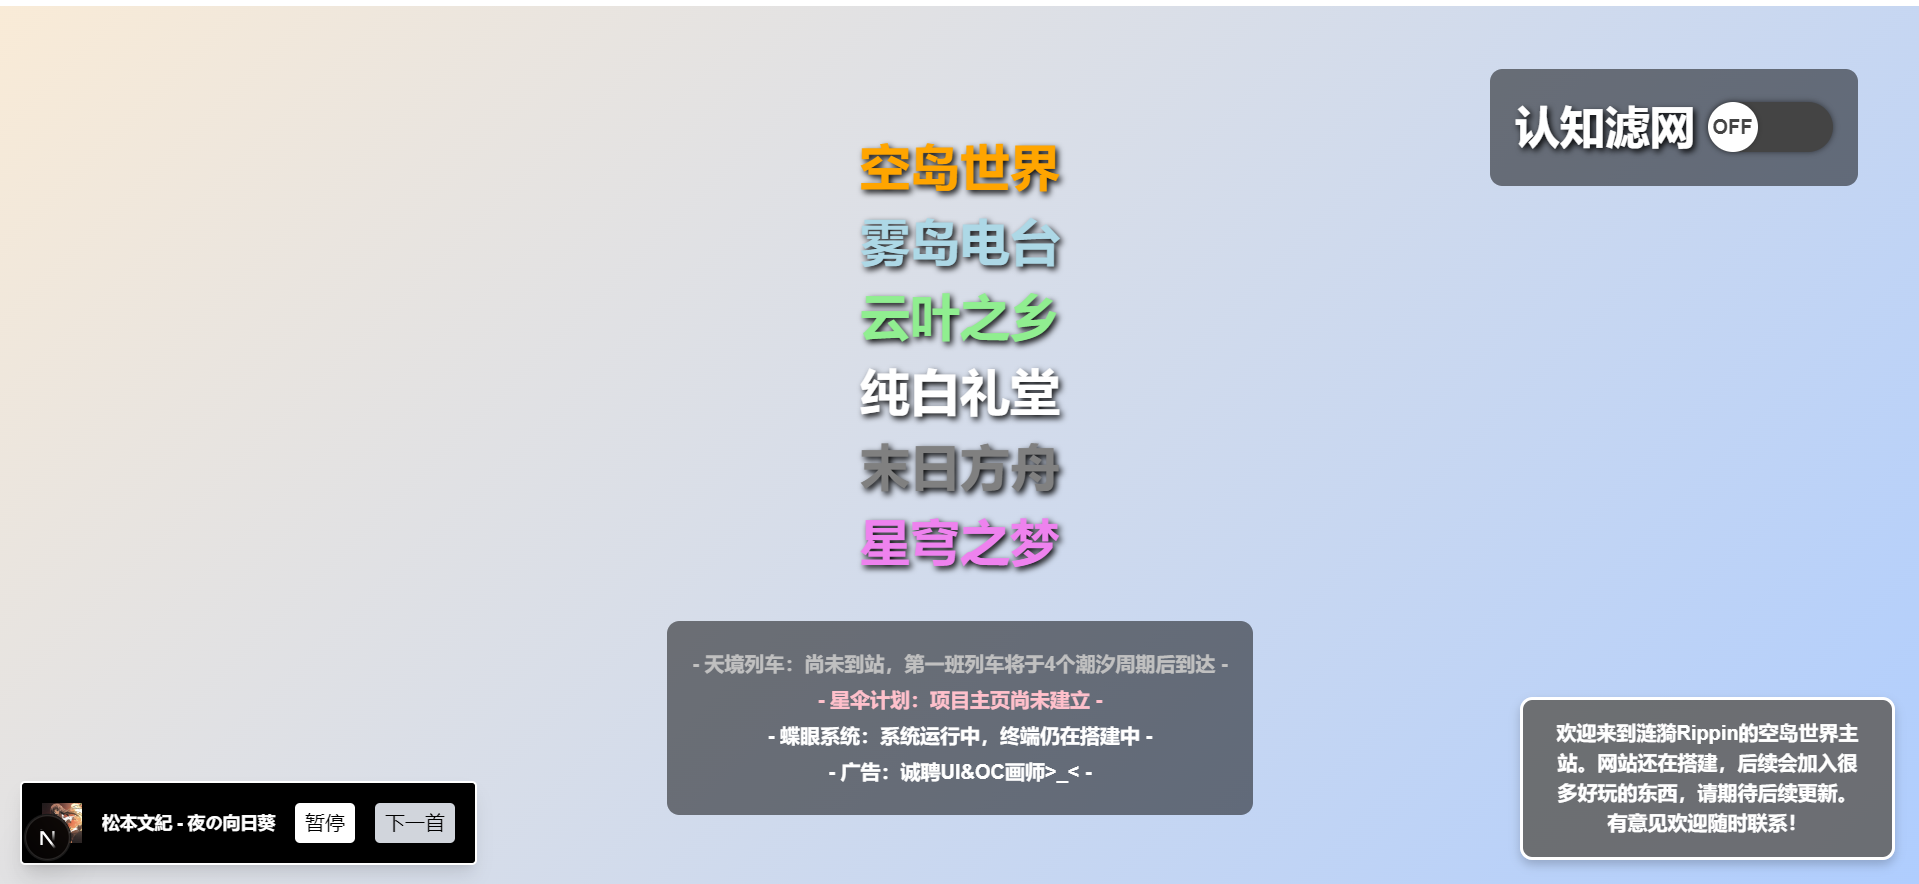 认知滤网 OFF
空岛世界
雾岛电台
云叶之乡
纯白礼堂
末日方舟
星穹之梦
- 天境列车：尚未到站，第一班列车将于4个潮汐周期后到达 -
- 星伞计划：项目主页尚未建立 -
- 蝶眼系统：系统运行中，终端仍在搭建中 -
- 广告：诚聘UI&OC画师>_< -
欢迎来到涟漪Rippin的空岛世界主
站。网站还在搭建，后续会加入很
多好玩的东西，请期待后续更新。
有意见欢迎随时联系！
N 松本文紀 - 夜の向日葵 暂停 下一首